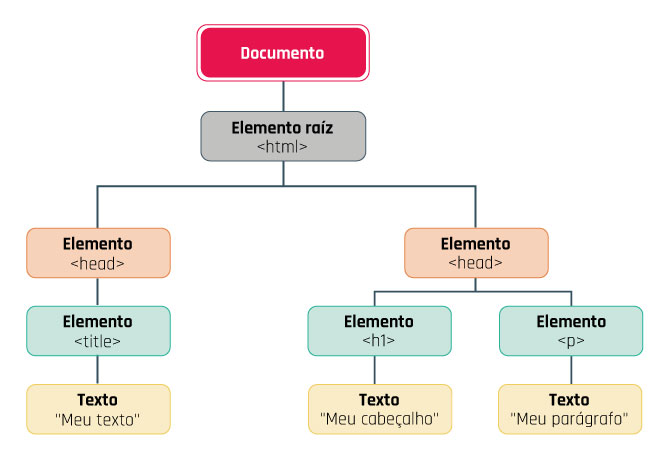 Documento
Elemento raíz
<html>
Elemento
<head>
Elemento
<head>
Elemento
<title>
Elemento
<h1>
Elemento
<p>
Texto
"Meu texto"
Texto
"Meu cabeçalho"
Texto
"Meu parágrafo"